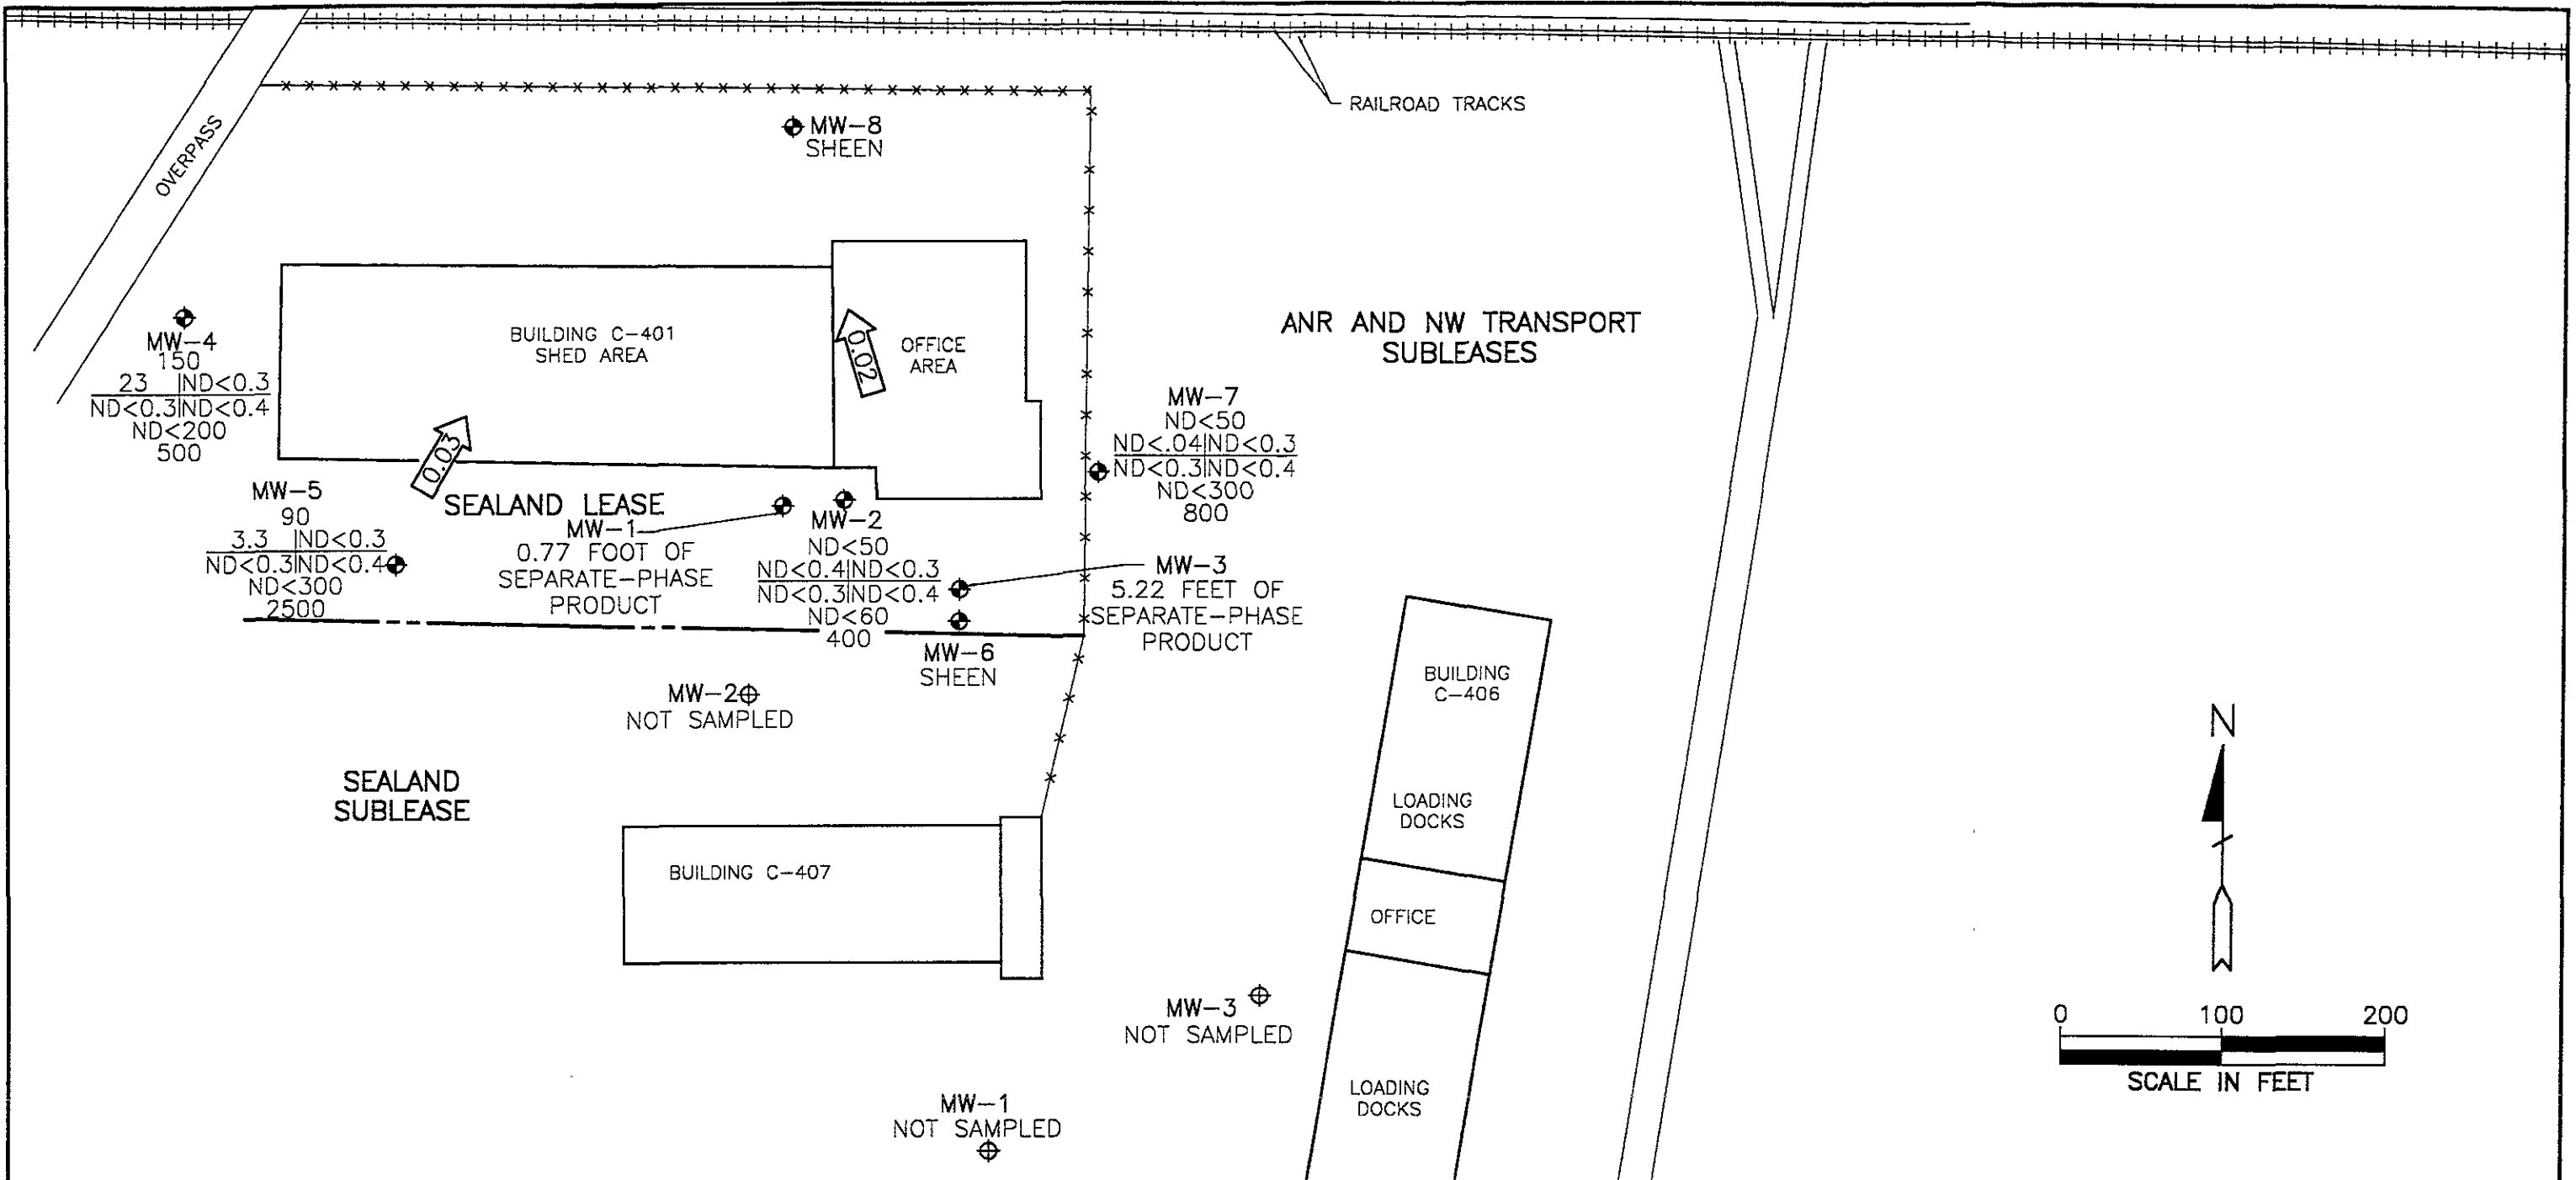 RAILROAD TRACKS
OVERPASS
MW-8
SHEEN
BUILDING C-401
SHED AREA
OFFICE
AREA
0.02
0.03
ANR AND NW TRANSPORT
SUBLEASES
MW-4
150
23 ND<0.3
ND<0.3 ND<0.4
ND<200
500
MW-7
ND<50
ND<.04 ND<0.3
ND<0.3 ND<0.4
ND<300
800
MW-5
90
3.3 ND<0.3
ND<0.3 ND<0.4
ND<300
2500
SEALAND LEASE
MW-1
0.77 FOOT OF
SEPARATE-PHASE
PRODUCT
MW-2
ND<50
ND<0.4 ND<0.3
ND<0.3 ND<0.4
ND<60
400
MW-3
5.22 FEET OF
SEPARATE-PHASE
PRODUCT
MW-6
SHEEN
MW-2
NOT SAMPLED
SEALAND
SUBLEASE
BUILDING C-407
BUILDING
C-406
LOADING
DOCKS
OFFICE
LOADING
DOCKS
MW-3
NOT SAMPLED
MW-1
NOT SAMPLED
N
0 100 200
SCALE IN FEET